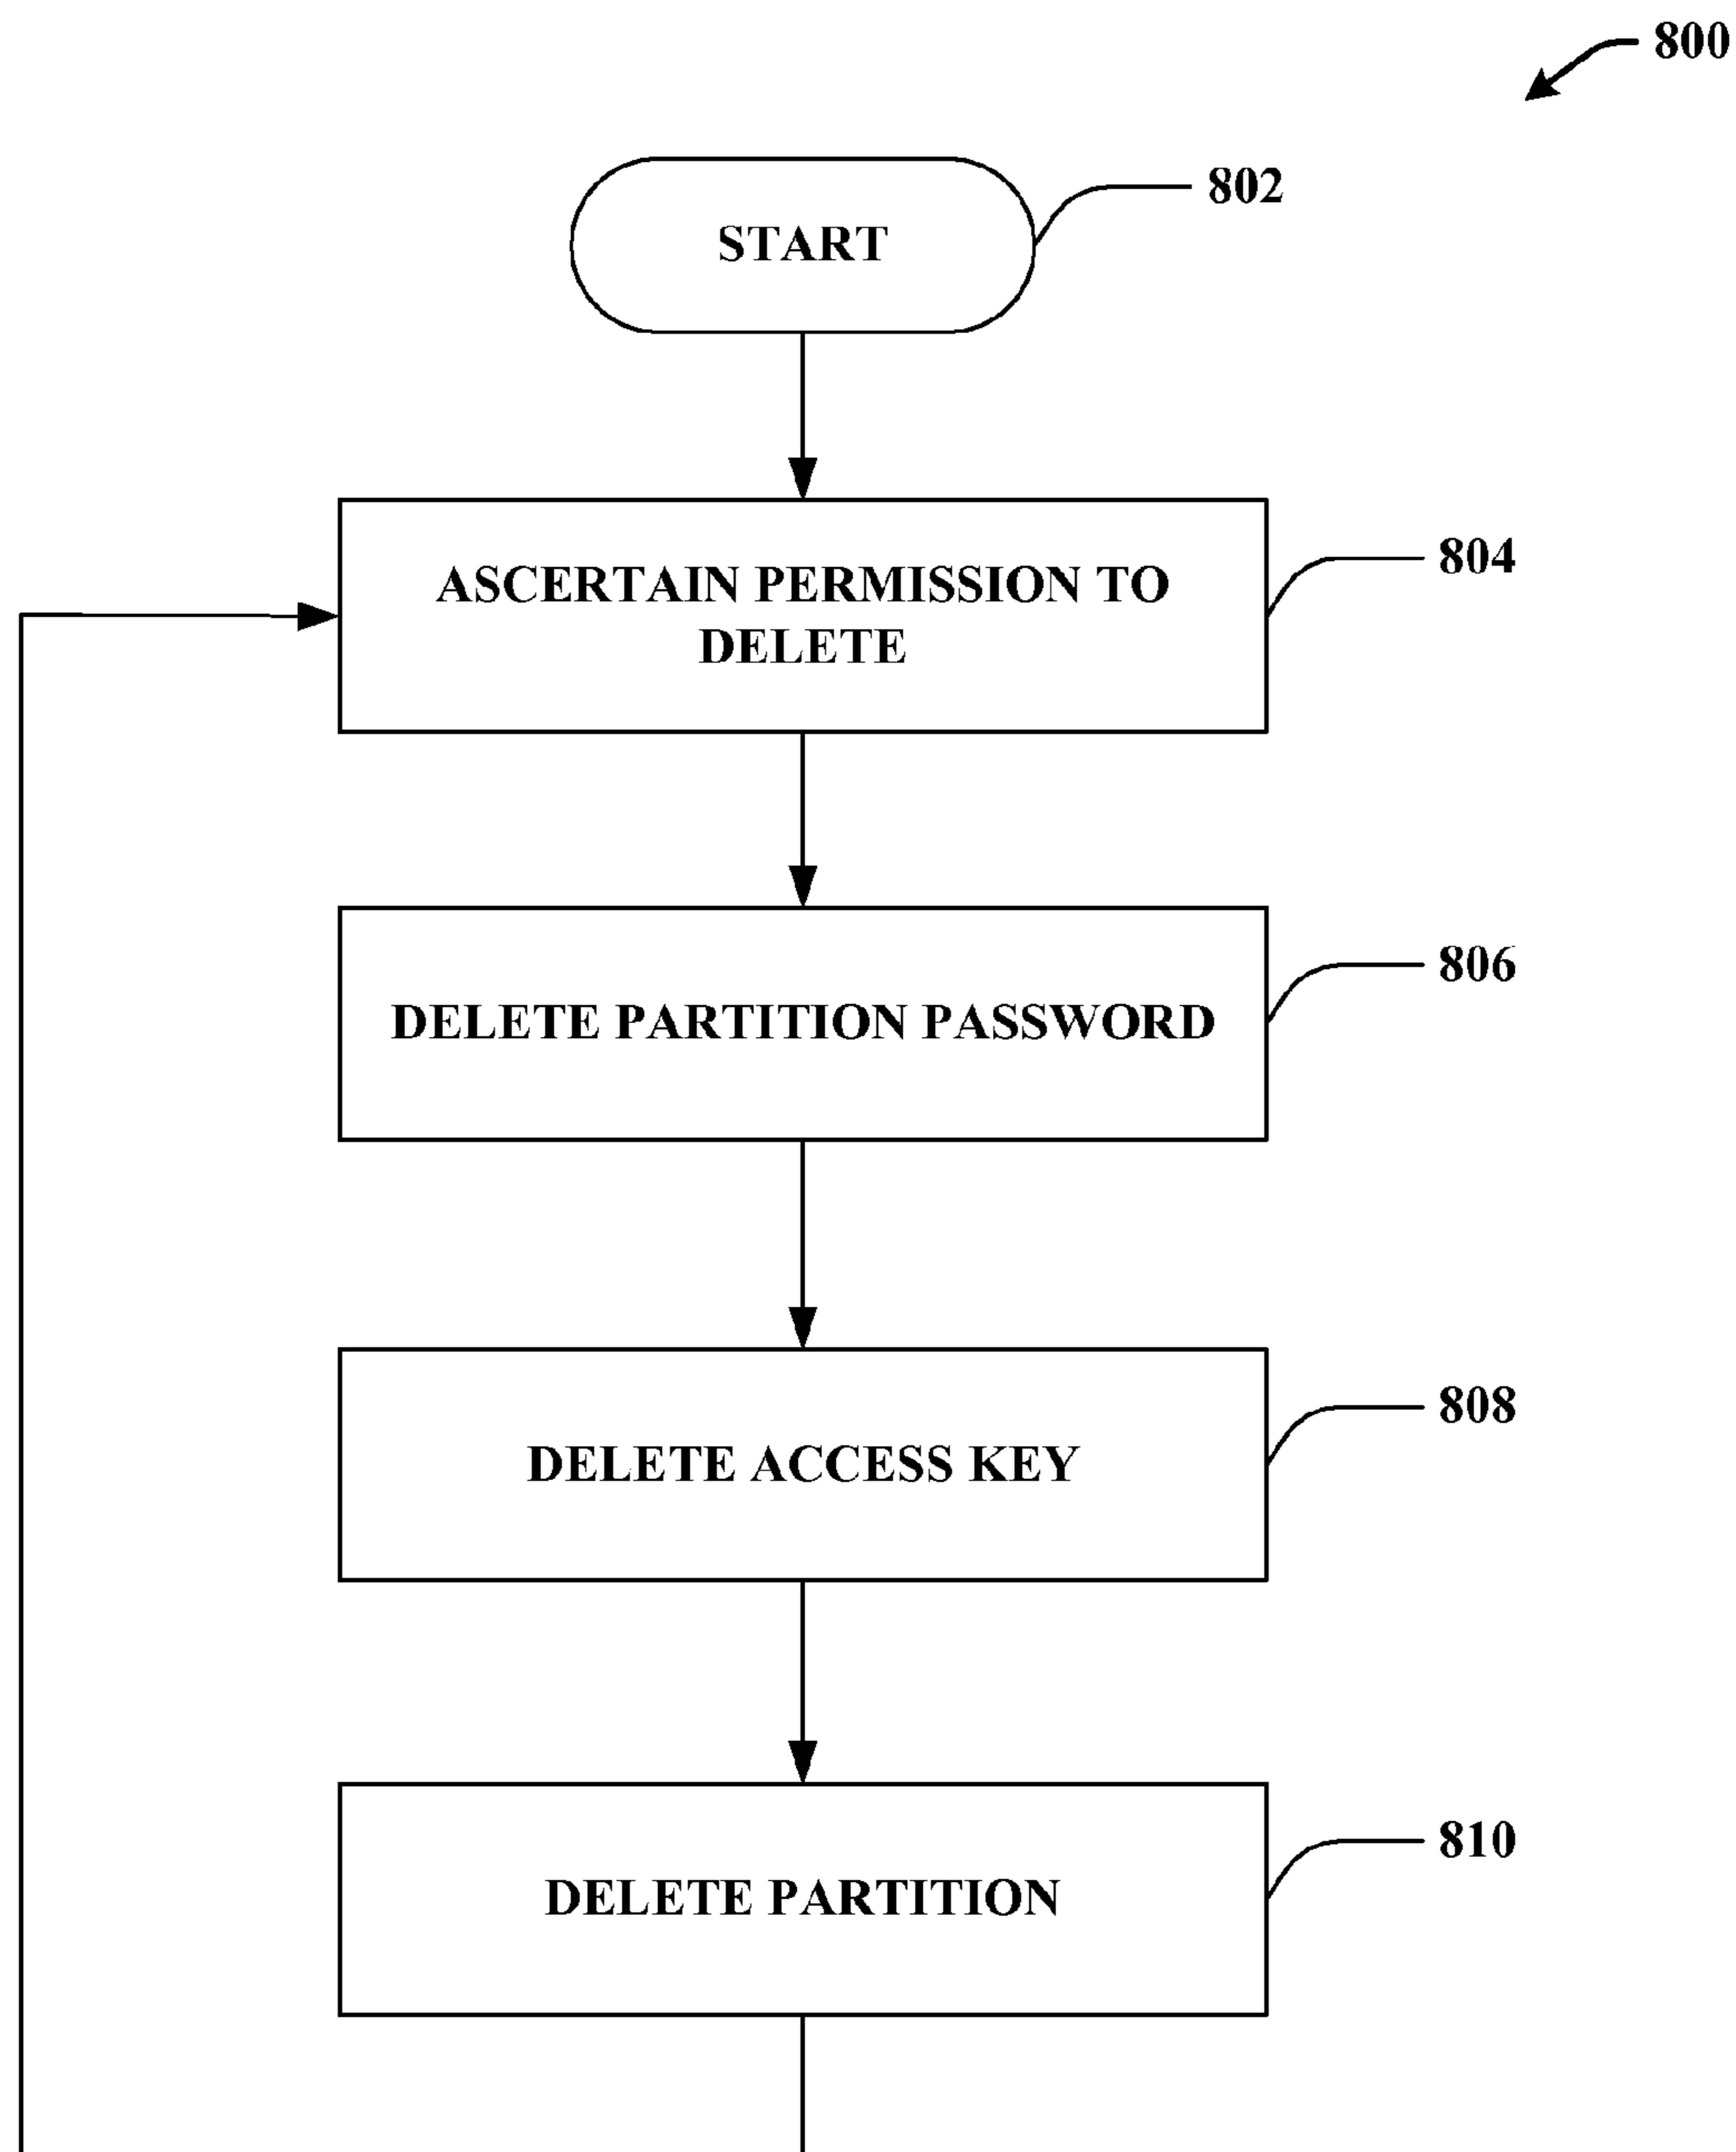 800
START
802
ASCERTAIN PERMISSION TO
DELETE
804
DELETE PARTITION PASSWORD
806
DELETE ACCESS KEY
808
DELETE PARTITION
810